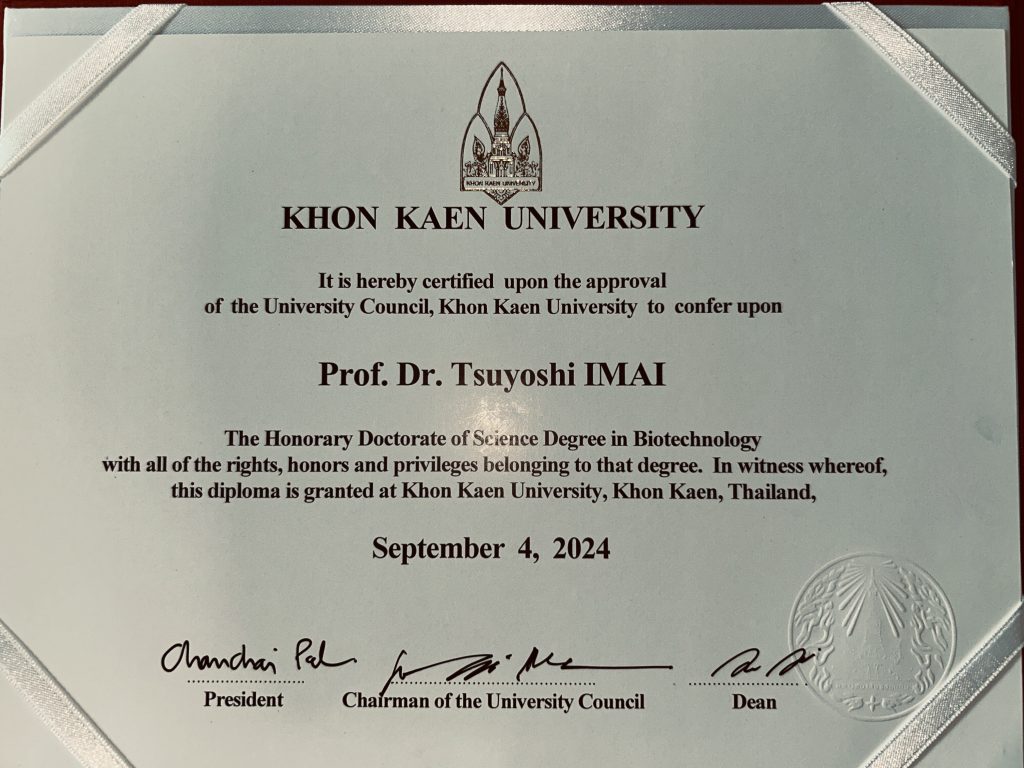 KHON KAEN UNIVERSITY
KHON KAEN UNIVERSITY
It is hereby certified upon the approval
of the University Council, Khon Kaen University to confer upon
Prof. Dr. Tsuyoshi IMAI
The Honorary Doctorate of Science Degree in Biotechnology
with all of the rights, honors and privileges belonging to that degree. In witness whereof,
this diploma is granted at Khon Kaen University, Khon Kaen, Thailand,
September 4, 2024
President Chairman of the University Council Dean